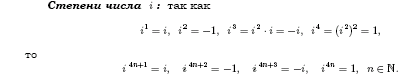 Степени числа i : так как
i¹ = i, i² = −1, i³ = i² · i = −i, i⁴ = (i²)² = 1,
то
i⁴ⁿ⁺¹ = i, i⁴ⁿ⁺² = −1, i⁴ⁿ⁺³ = −i, i⁴ⁿ = 1, n ∈ ℕ.